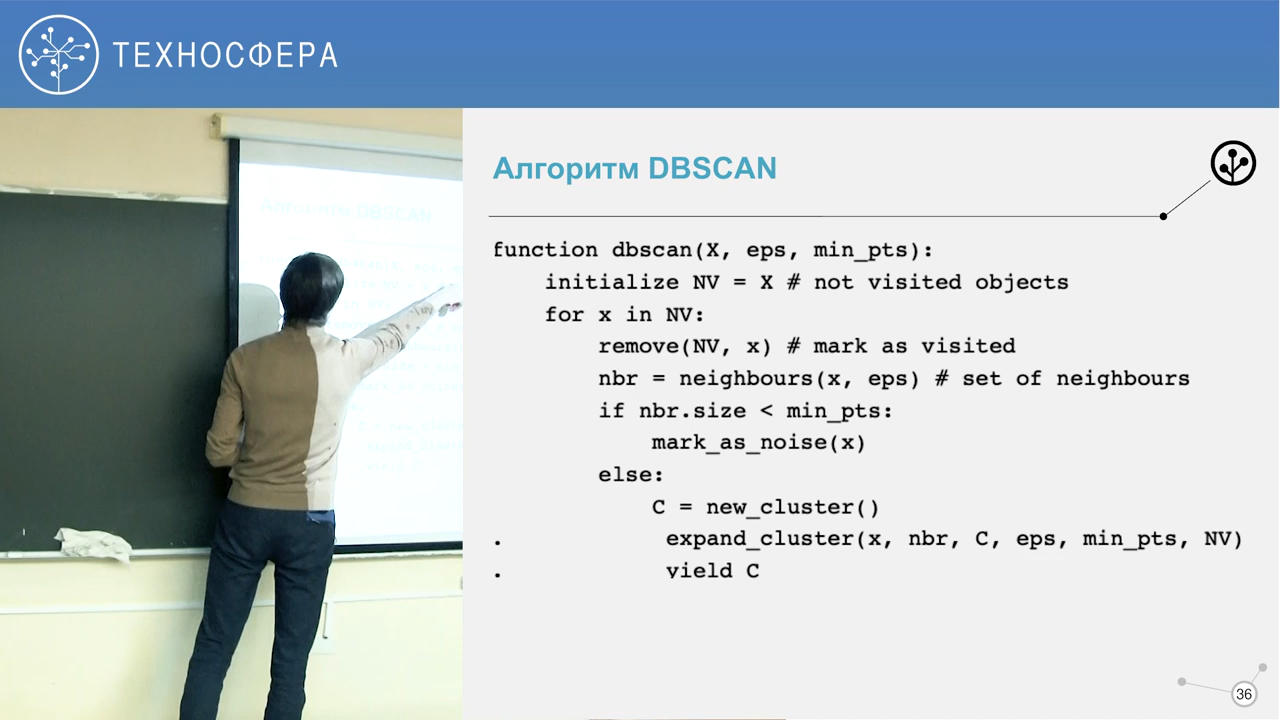 ТЕХНОСФЕРА
Алгоритм DBSCAN
function dbscan(X, eps, min_pts):
    initialize NV = X # not visited objects
    for x in NV:
        remove(NV, x) # mark as visited
        nbr = neighbours(x, eps) # set of neighbours
        if nbr.size < min_pts:
            mark_as_noise(x)
        else:
            C = new_cluster()
.            expand_cluster(x, nbr, C, eps, min_pts, NV)
.            yield C
36